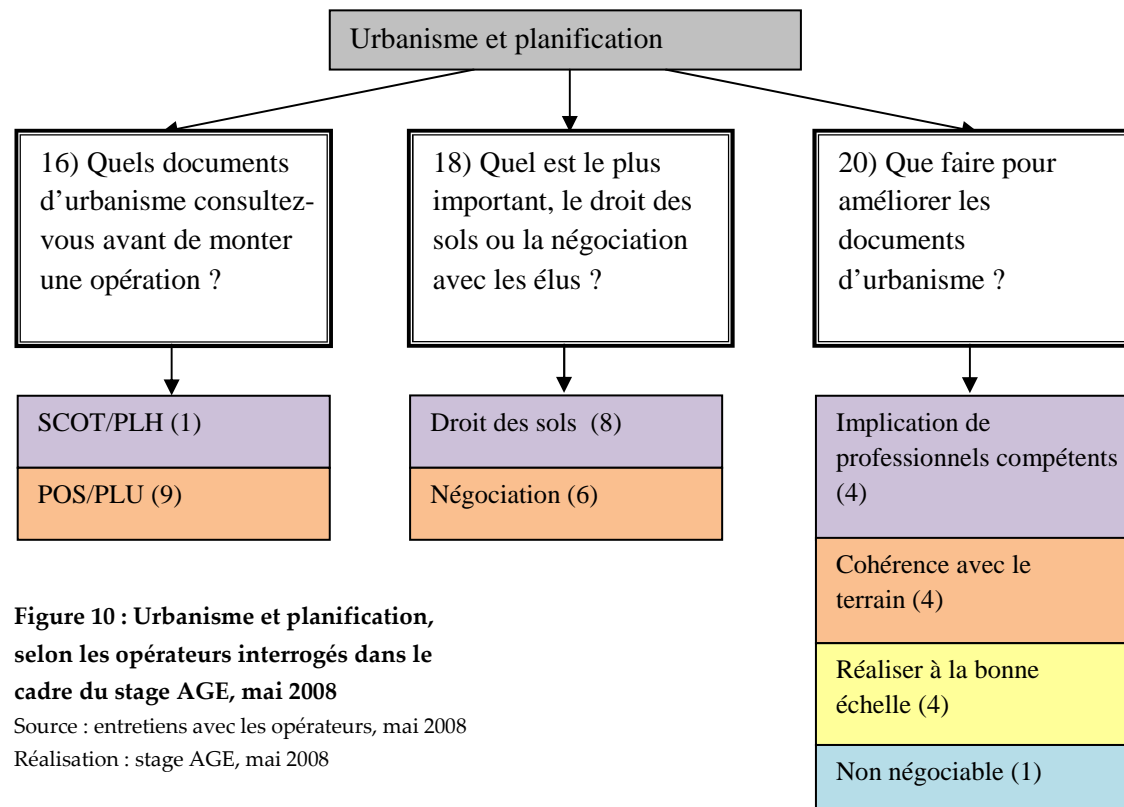 Urbanisme et planification
16) Quels documents
d’urbanisme consultez-
vous avant de monter
une opération ?
18) Quel est le plus
important, le droit des
sols ou la négociation
avec les élus ?
20) Que faire pour
améliorer les
documents
d’urbanisme ?
SCOT/PLH (1)
POS/PLU (9)
Droit des sols (8)
Négociation (6)
Implication de
professionnels compétents
(4)
Cohérence avec le
terrain (4)
Réaliser à la bonne
échelle (4)
Non négociable (1)
Figure 10 : Urbanisme et planification,
selon les opérateurs interrogés dans le
cadre du stage AGE, mai 2008
Source : entretiens avec les opérateurs, mai 2008
Réalisation : stage AGE, mai 2008